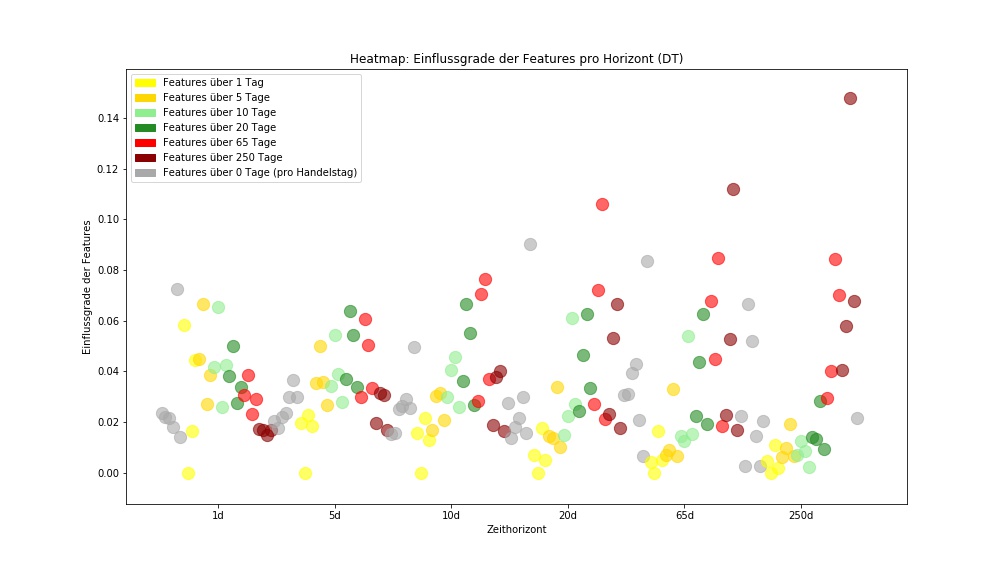 Heatmap: Einflussgrade der Features pro Horizont (DT)
Features über 1 Tag
Features über 5 Tage
Features über 10 Tage
Features über 20 Tage
Features über 65 Tage
Features über 250 Tage
Features über 0 Tage (pro Handelstag)
Einflussgrade der Features
0.14
0.12
0.10
0.08
0.06
0.04
0.02
0.00
1d 5d 10d 20d 65d 250d
Zeithorizont